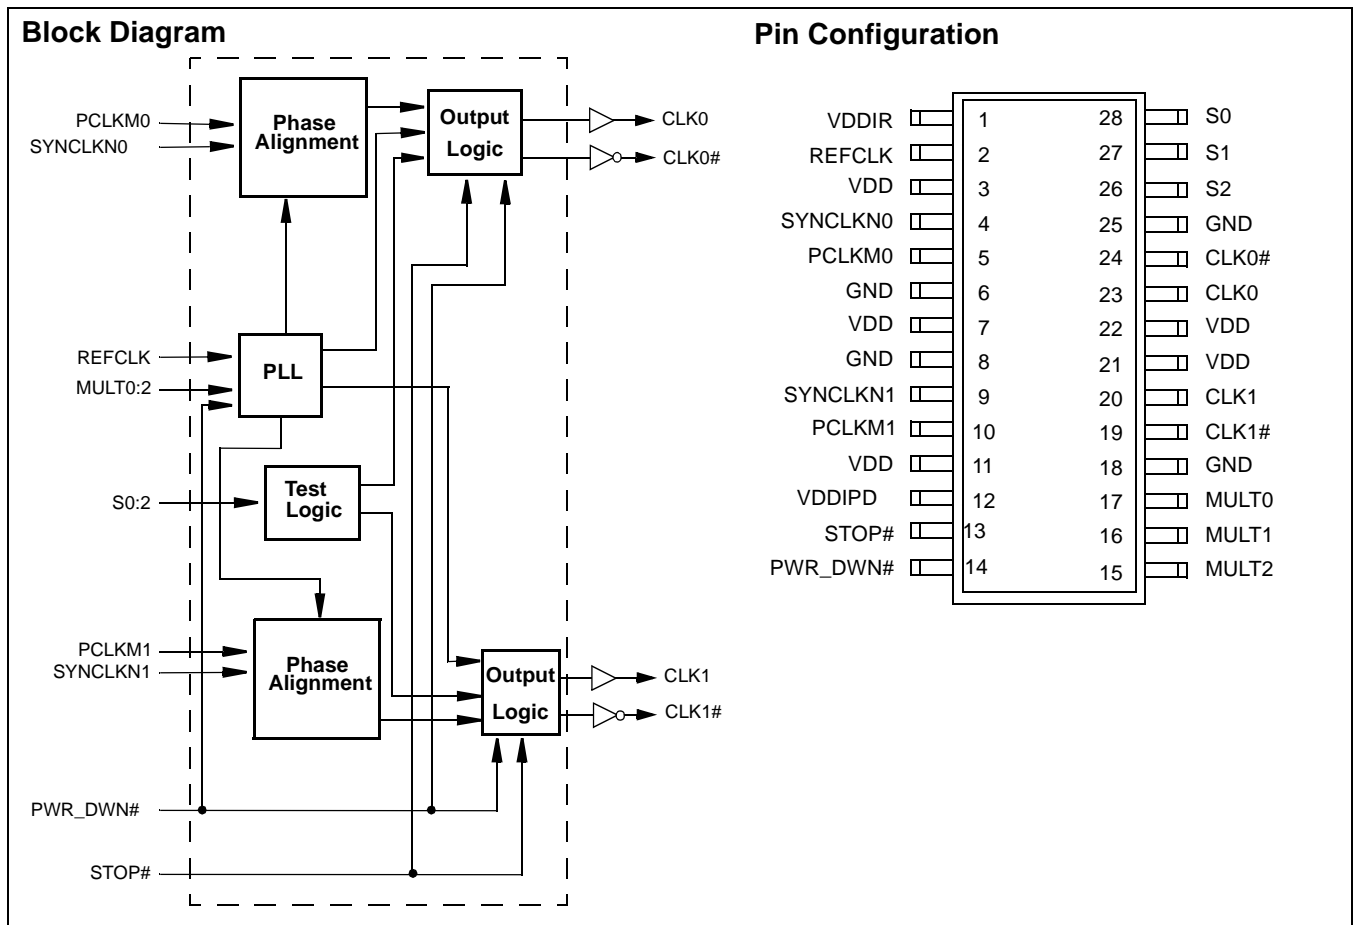 Block Diagram
PCLKM0
SYNCLKN0
Phase
Alignment
Output
Logic
CLK0
CLK0#
REFCLK
MULT0:2
PLL
S0:2
Test
Logic
PCLKM1
SYNCLKN1
Phase
Alignment
Output
Logic
CLK1
CLK1#
PWR_DWN#
STOP#
Pin Configuration
VDDIR 1 28 S0
REFCLK 2 27 S1
VDD 3 26 S2
SYNCLKN0 4 25 GND
PCLKM0 5 24 CLK0#
GND 6 23 CLK0
VDD 7 22 VDD
GND 8 21 VDD
SYNCLKN1 9 20 CLK1
PCLKM1 10 19 CLK1#
VDD 11 18 GND
VDDIPD 12 17 MULT0
STOP# 13 16 MULT1
PWR_DWN# 14 15 MULT2